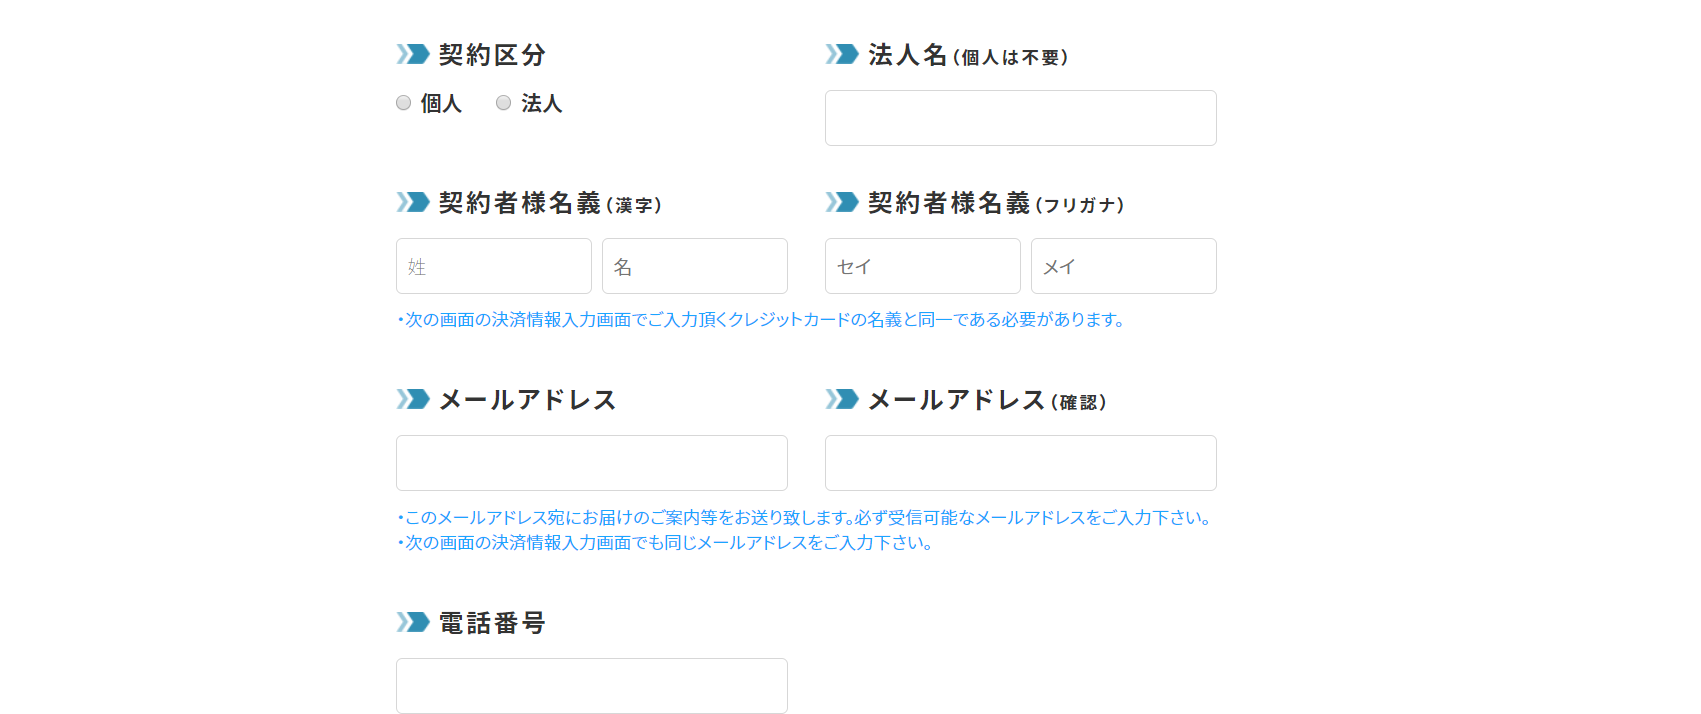 契約区分
法人名（個人は不要）
個人 法人
契約者様名義（漢字）
契約者様名義（フリガナ）
姓 名 セイ メイ
・次の画面の決済情報入力画面でご入力頂くクレジットカードの名義と同一である必要があります。
メールアドレス
メールアドレス（確認）
・このメールアドレス宛にお届けのご案内等をお送り致します。必ず受信可能なメールアドレスをご入力下さい。
・次の画面の決済情報入力画面でも同じメールアドレスをご入力下さい。
電話番号